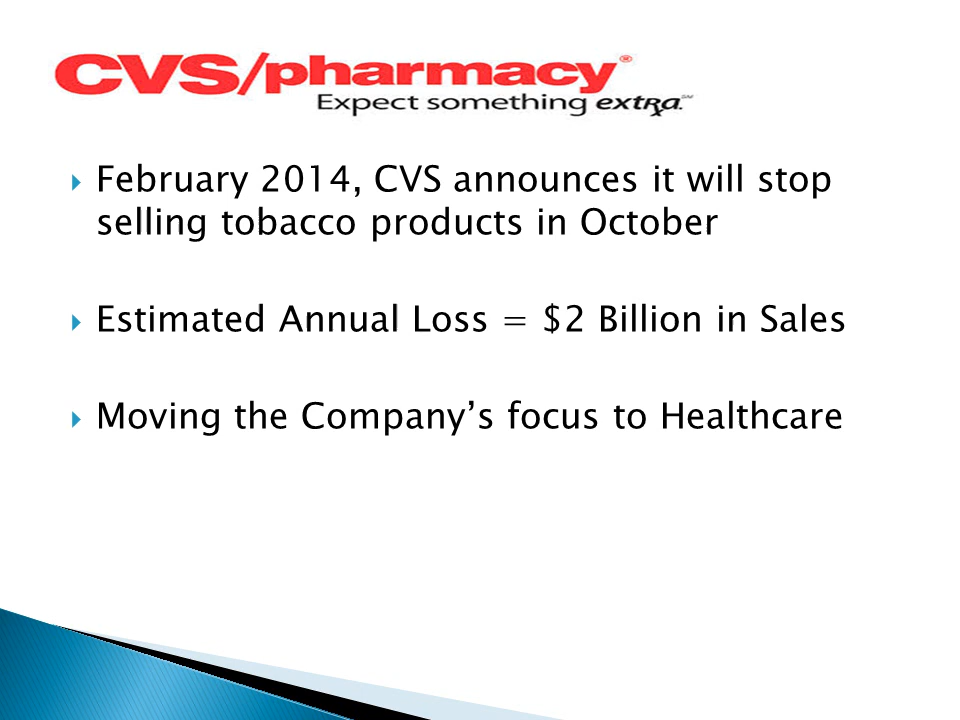 CVS/pharmacy®
Expect something extra.℠
February 2014, CVS announces it will stop
selling tobacco products in October
Estimated Annual Loss = $2 Billion in Sales
Moving the Company’s focus to Healthcare